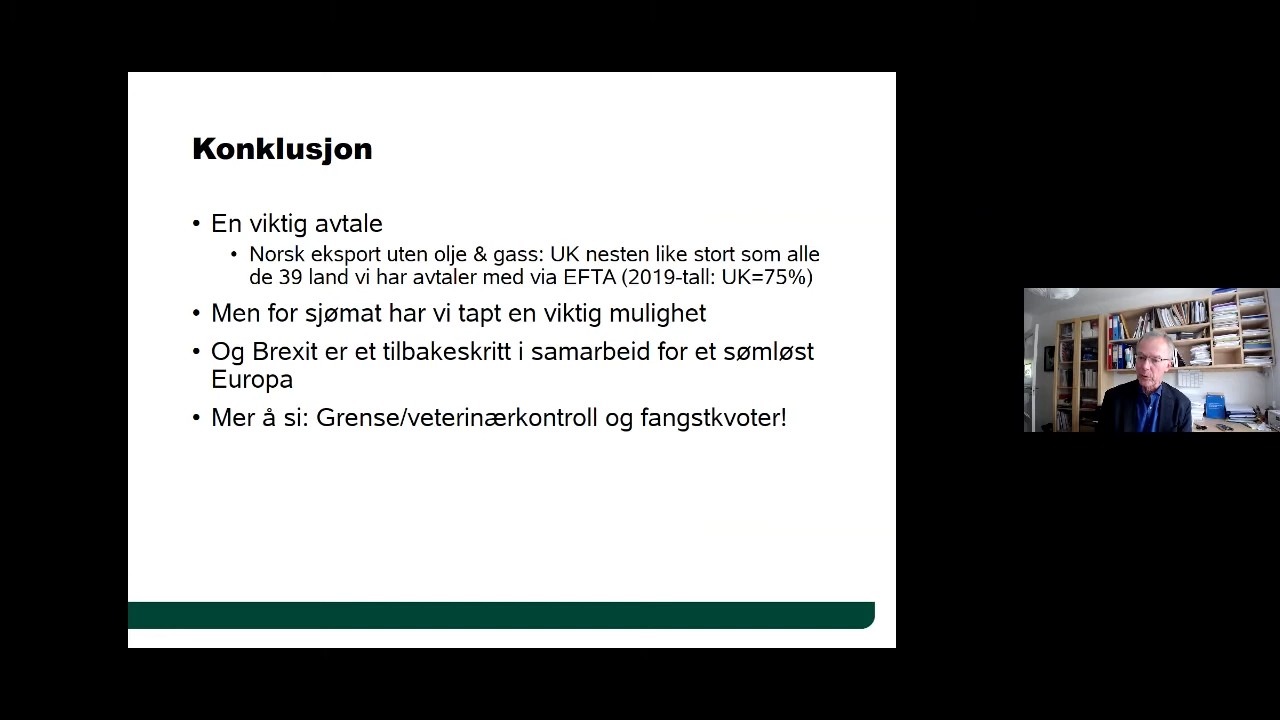 Konklusjon
• En viktig avtale
• Norsk eksport uten olje & gass: UK nesten like stort som alle
de 39 land vi har avtaler med via EFTA (2019-tall: UK=75%)
• Men for sjømat har vi tapt en viktig mulighet
• Og Brexit er et tilbakeskritt i samarbeid for et sømløst
Europa
• Mer å si: Grense/veterinærkontroll og fangstkvoter!